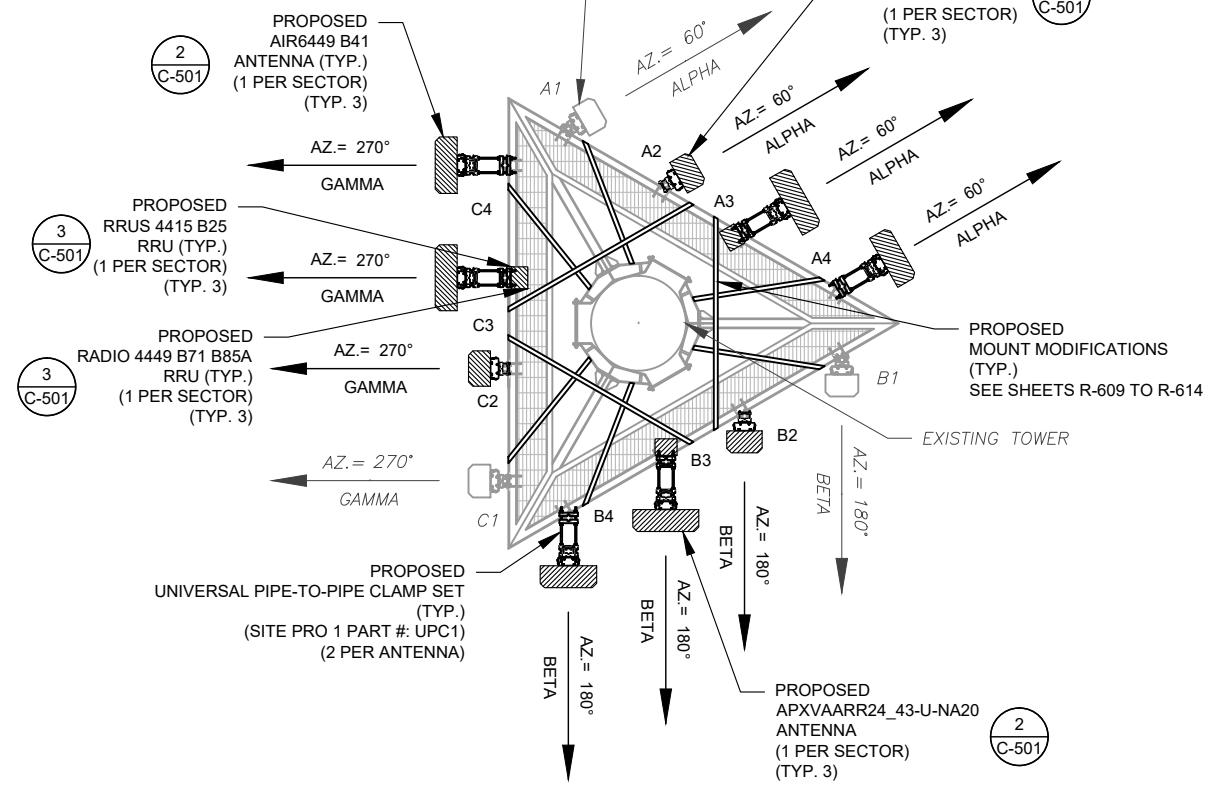 PROPOSED
AIR6449 B41
ANTENNA (TYP.)
(1 PER SECTOR)
(TYP. 3)
2
C-501
(1 PER SECTOR)
(TYP. 3)
C-501
AZ.= 60°
ALPHA
A1
AZ.= 60°
ALPHA
A2
AZ.= 60°
ALPHA
A3
AZ.= 60°
ALPHA
A4
AZ.= 270°
GAMMA
C4
PROPOSED
RRUS 4415 B25
RRU (TYP.)
(1 PER SECTOR)
(TYP. 3)
3
C-501
AZ.= 270°
GAMMA
C3
PROPOSED
RADIO 4449 B71 B85A
RRU (TYP.)
(1 PER SECTOR)
(TYP. 3)
3
C-501
AZ.= 270°
GAMMA
C2
AZ.= 270°
GAMMA
C1
PROPOSED
MOUNT MODIFICATIONS
(TYP.)
SEE SHEETS R-609 TO R-614
B1
EXISTING TOWER
B2
B3
B4
AZ.= 180°
BETA
AZ.= 180°
BETA
AZ.= 180°
BETA
AZ.= 180°
BETA
PROPOSED
UNIVERSAL PIPE-TO-PIPE CLAMP SET
(TYP.)
(SITE PRO 1 PART #: UPC1)
(2 PER ANTENNA)
PROPOSED
APXVAARR24_43-U-NA20
ANTENNA
(1 PER SECTOR)
(TYP. 3)
2
C-501